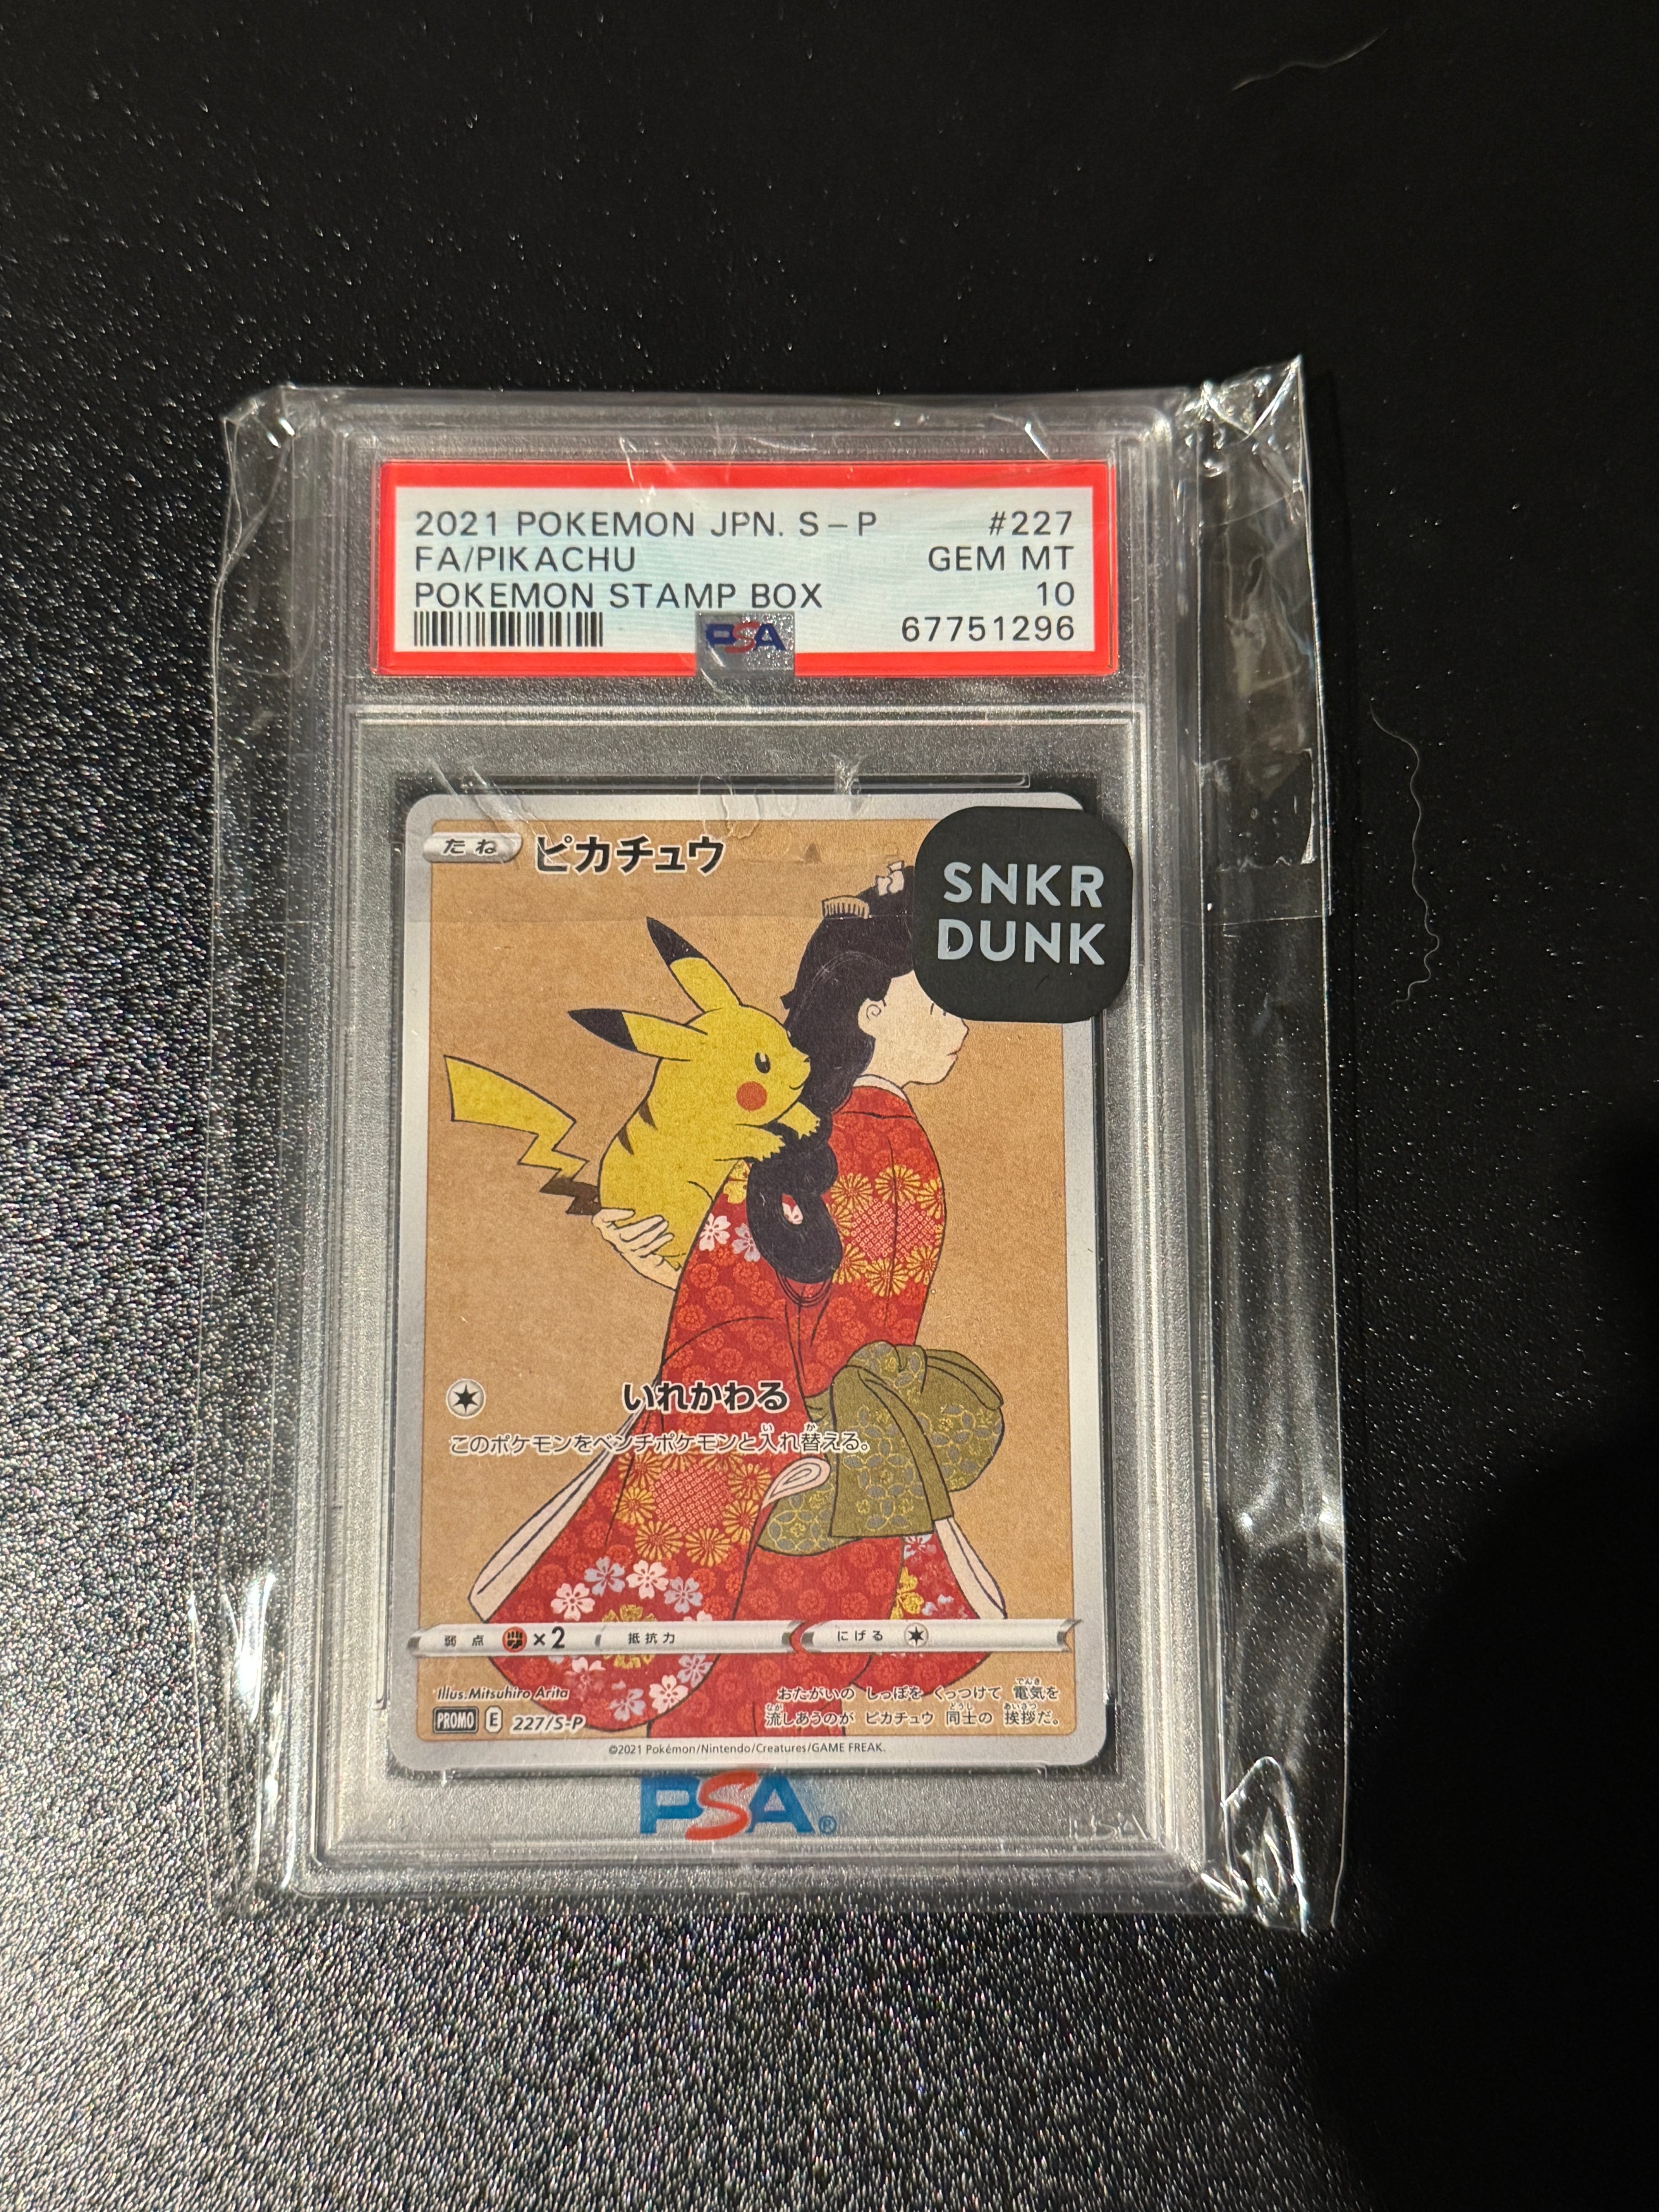 2021 POKEMON JPN. S-P #227
FA/PIKACHU GEM MT
POKEMON STAMP BOX 10
PSA 67751296
たね ピカチュウ
SNKR
DUNK
いれかわる
このポケモンをベンチポケモンと入れ替える。
弱点 ×2 抵抗力 にげる
Illus.Mitsuhiro Arita
おたがいの しっぽを くっつけて 電気を
流しあうのが ピカチュウ 同士の 挨拶だ。
PROMO E 227/S-P
©2021 Pokémon/Nintendo/Creatures/GAME FREAK.
PSA®
PSA